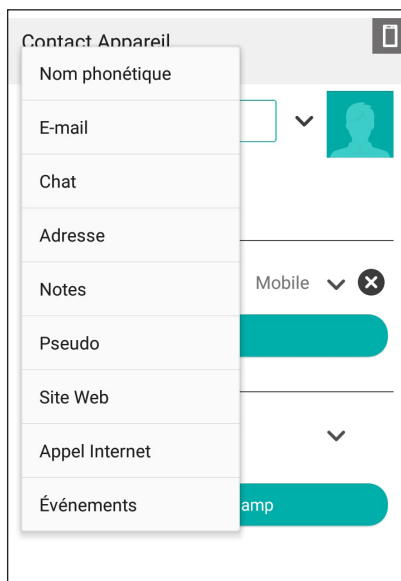 Contact Appareil
Nom phonétique
E-mail
Chat
Adresse
Notes
Mobile
Pseudo
Site Web
Appel Internet
Événements
amp